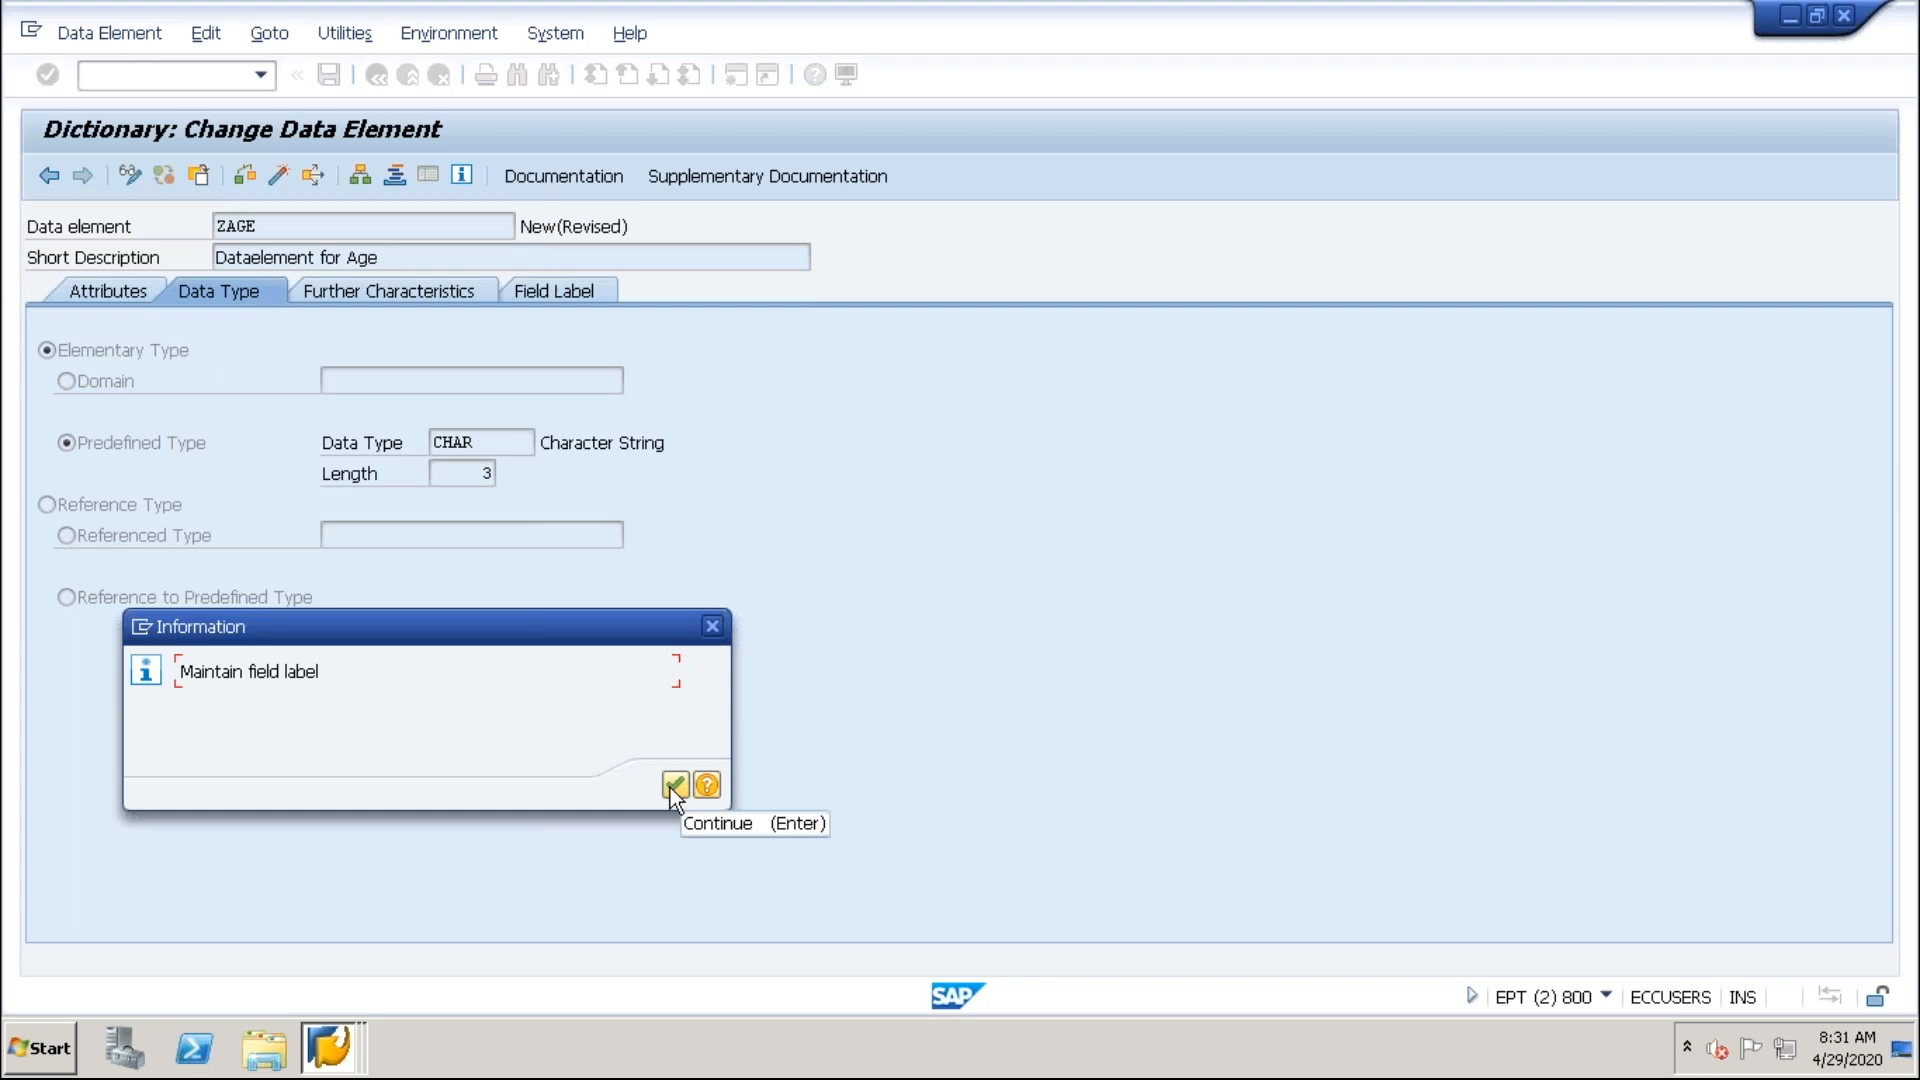 Data Element Edit Goto Utilities Environment System Help
Dictionary: Change Data Element
Documentation Supplementary Documentation
Data element ZAGE New(Revised)
Short Description Dataelement for Age
Attributes Data Type Further Characteristics Field Label
Elementary Type
Domain
Predefined Type Data Type CHAR Character String
Length 3
Reference Type
Referenced Type
Reference to Predefined Type
Information
Maintain field label
Continue (Enter)
SAP EPT (2) 800 ECCUSERS INS
Start
8:31 AM
4/29/2020